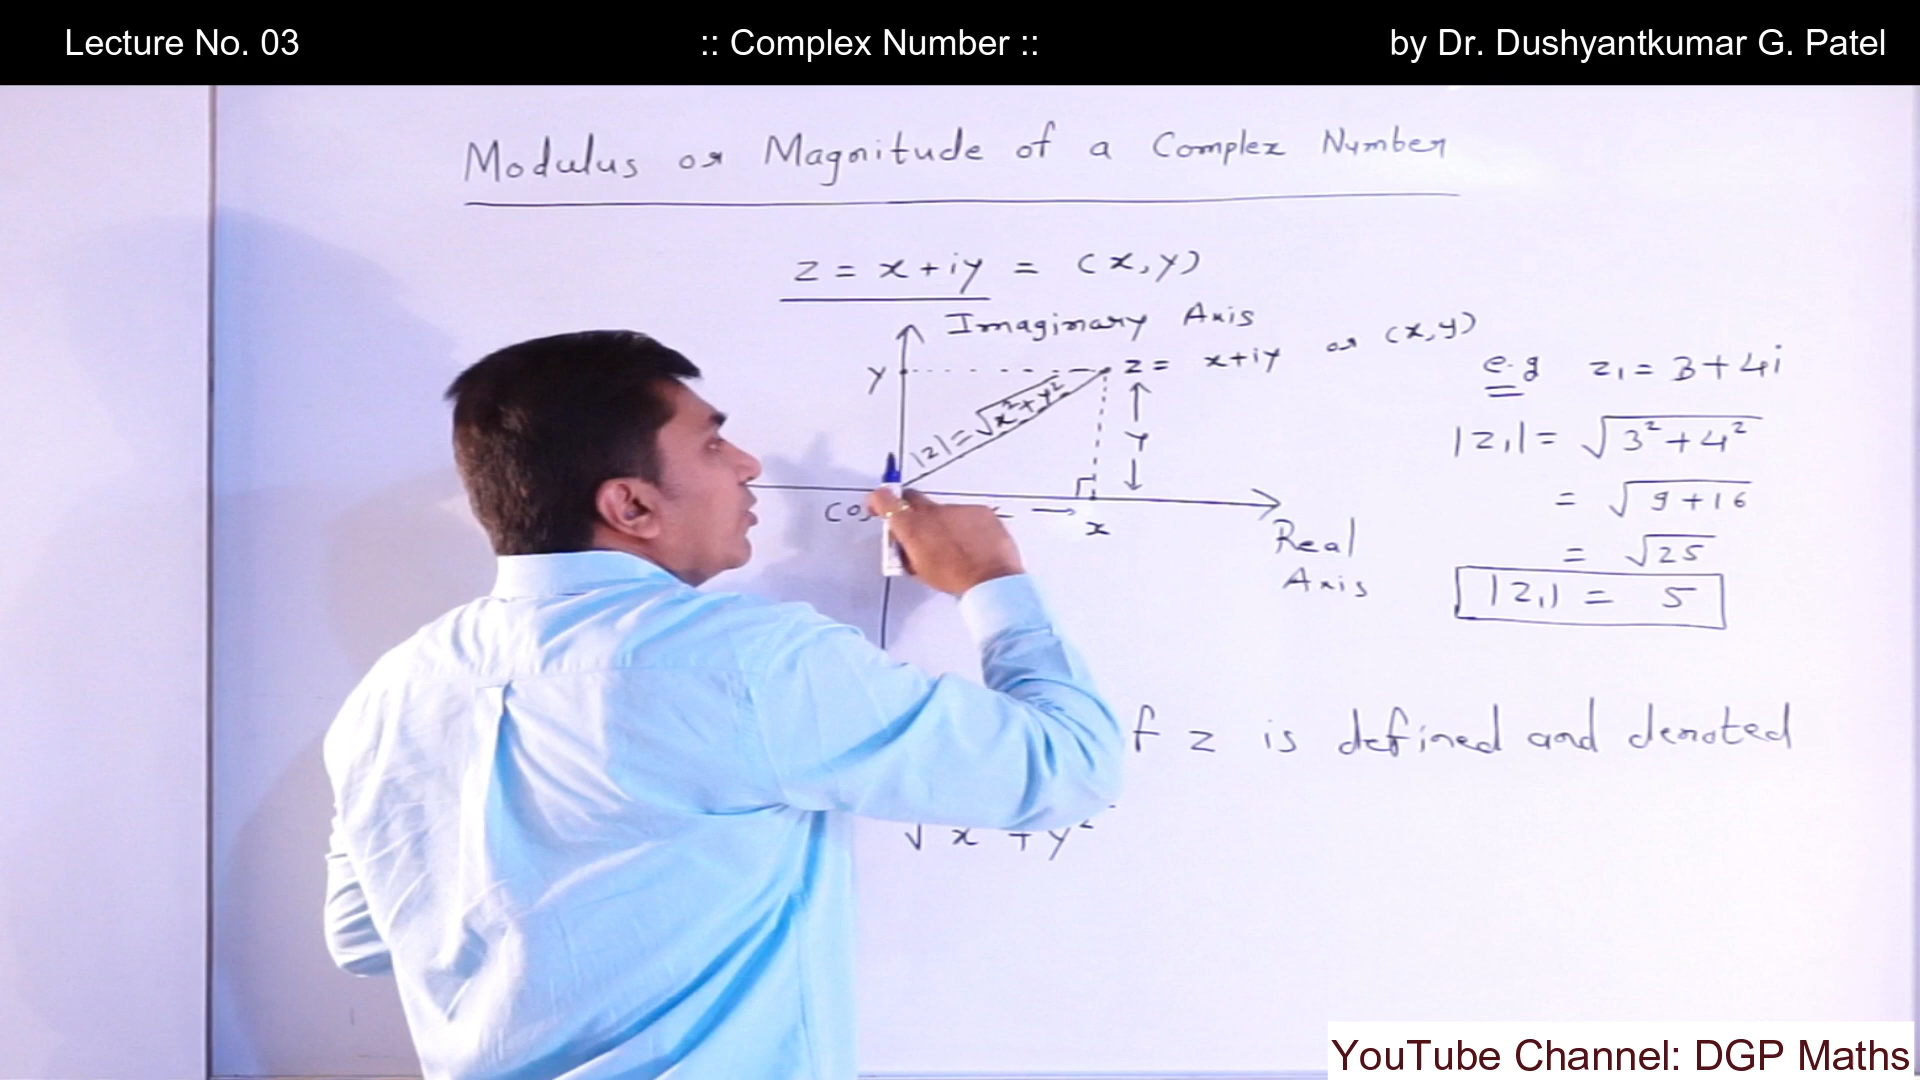 Lecture No. 03
:: Complex Number ::
by Dr. Dushyantkumar G. Patel
Modulus or Magnitude of a Complex Number
z = x + iy = (x, y)
Imaginary Axis
y
z = x+iy or (x, y)
|z| = √x²+y²
y
x
Real
Axis
e.g z₁ = 3+4i
|z₁| = √3²+4²
= √9+16
= √25
|z₁| = 5
z is defined and denoted
√x + y²
YouTube Channel: DGP Maths